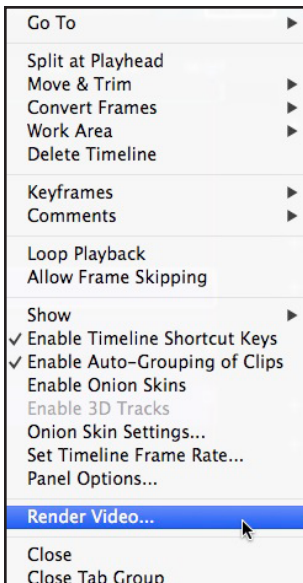 Go To
Split at Playhead
Move & Trim
Convert Frames
Work Area
Delete Timeline
Keyframes
Comments
Loop Playback
Allow Frame Skipping
Show
✓ Enable Timeline Shortcut Keys
✓ Enable Auto-Grouping of Clips
Enable Onion Skins
Enable 3D Tracks
Onion Skin Settings...
Set Timeline Frame Rate...
Panel Options...
Render Video...
Close
Close Tab Group